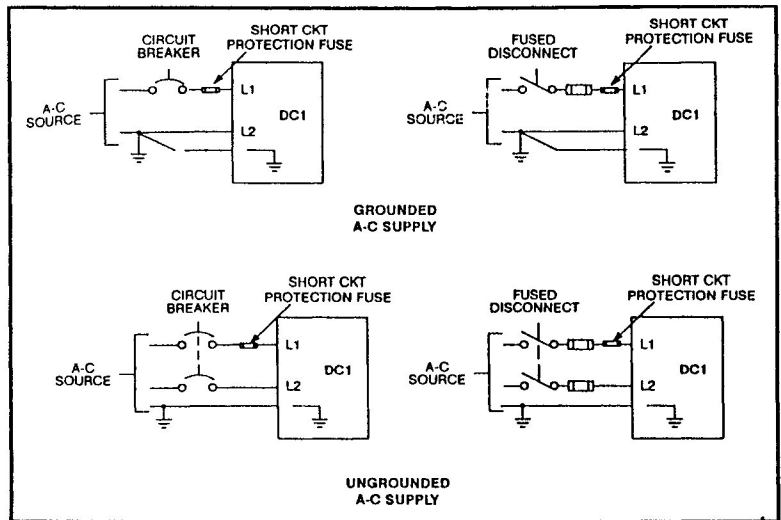 CIRCUIT
BREAKER
SHORT CKT
PROTECTION FUSE
A-C
SOURCE
L1
L2
DC1
FUSED
DISCONNECT
SHORT CKT
PROTECTION FUSE
A-C
SOURCE
L1
L2
DC1
GROUNDED
A-C SUPPLY
CIRCUIT
BREAKER
SHORT CKT
PROTECTION FUSE
A-C
SOURCE
L1
L2
DC1
FUSED
DISCONNECT
SHORT CKT
PROTECTION FUSE
A-C
SOURCE
L1
L2
DC1
UNGROUNDED
A-C SUPPLY